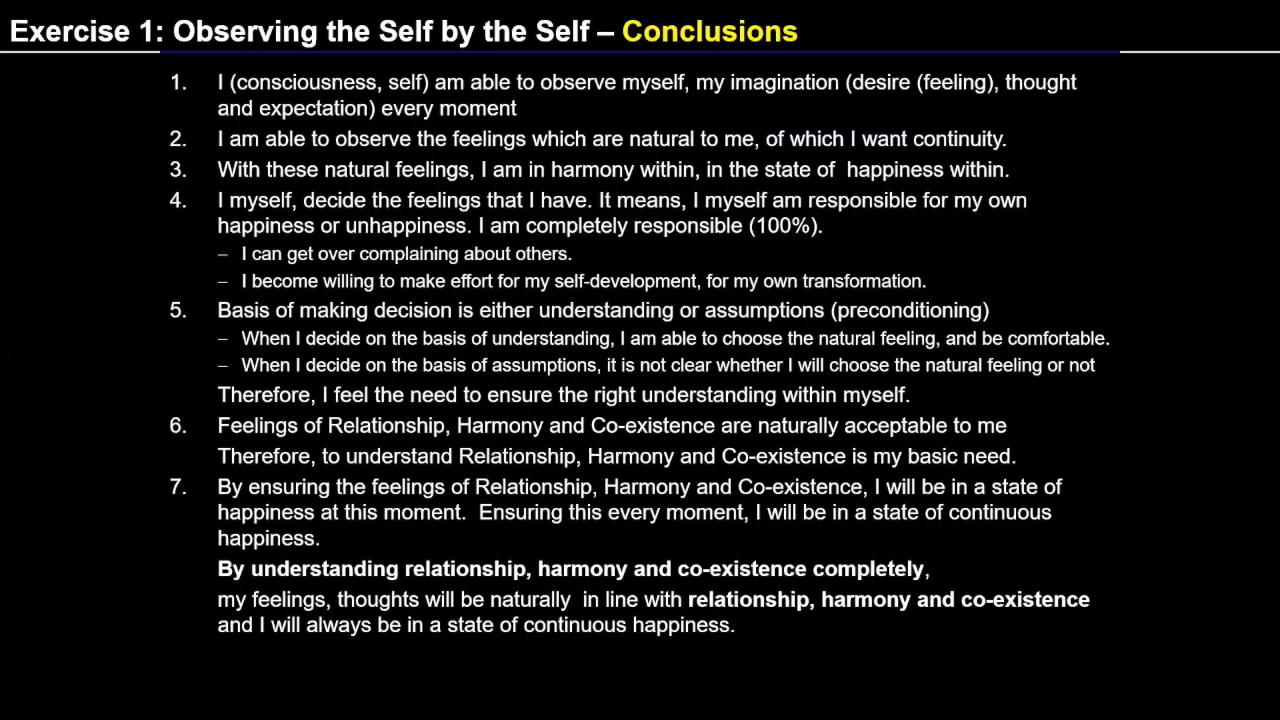 Exercise 1: Observing the Self by the Self – Conclusions
1. I (consciousness, self) am able to observe myself, my imagination (desire (feeling), thought
and expectation) every moment
2. I am able to observe the feelings which are natural to me, of which I want continuity.
3. With these natural feelings, I am in harmony within, in the state of happiness within.
4. I myself, decide the feelings that I have. It means, I myself am responsible for my own
happiness or unhappiness. I am completely responsible (100%).
– I can get over complaining about others.
– I become willing to make effort for my self-development, for my own transformation.
5. Basis of making decision is either understanding or assumptions (preconditioning)
– When I decide on the basis of understanding, I am able to choose the natural feeling, and be comfortable.
– When I decide on the basis of assumptions, it is not clear whether I will choose the natural feeling or not
Therefore, I feel the need to ensure the right understanding within myself.
6. Feelings of Relationship, Harmony and Co-existence are naturally acceptable to me
Therefore, to understand Relationship, Harmony and Co-existence is my basic need.
7. By ensuring the feelings of Relationship, Harmony and Co-existence, I will be in a state of
happiness at this moment. Ensuring this every moment, I will be in a state of continuous
happiness.
By understanding relationship, harmony and co-existence completely,
my feelings, thoughts will be naturally in line with relationship, harmony and co-existence
and I will always be in a state of continuous happiness.